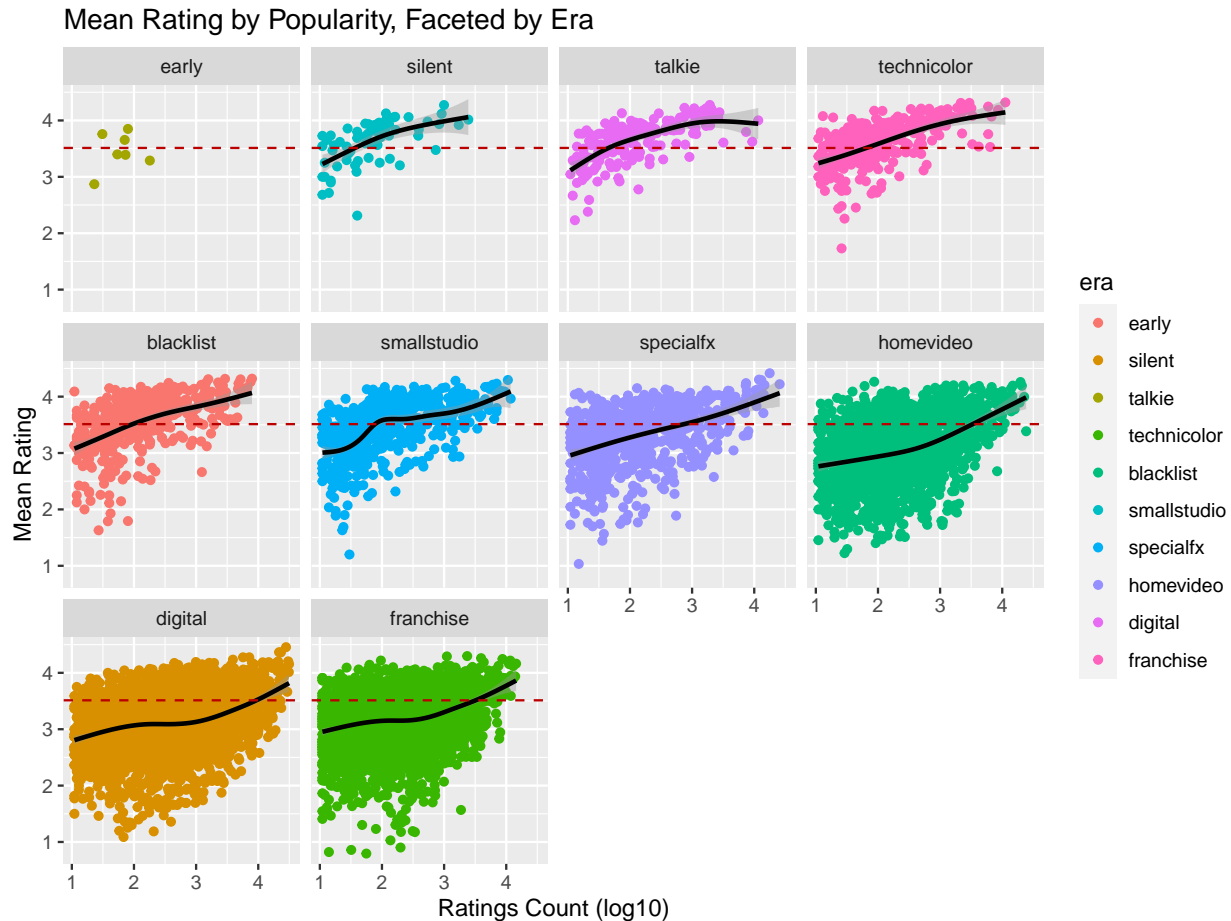 Mean Rating by Popularity, Faceted by Era
early silent talkie technicolor
4
3
2
1
blacklist smallstudio specialfx homevideo
4
3
2
1
1 2 3 4 1 2 3 4
digital franchise
4
3
2
1
1 2 3 4 1 2 3 4
Mean Rating
Ratings Count (log10)
era
early
silent
talkie
technicolor
blacklist
smallstudio
specialfx
homevideo
digital
franchise